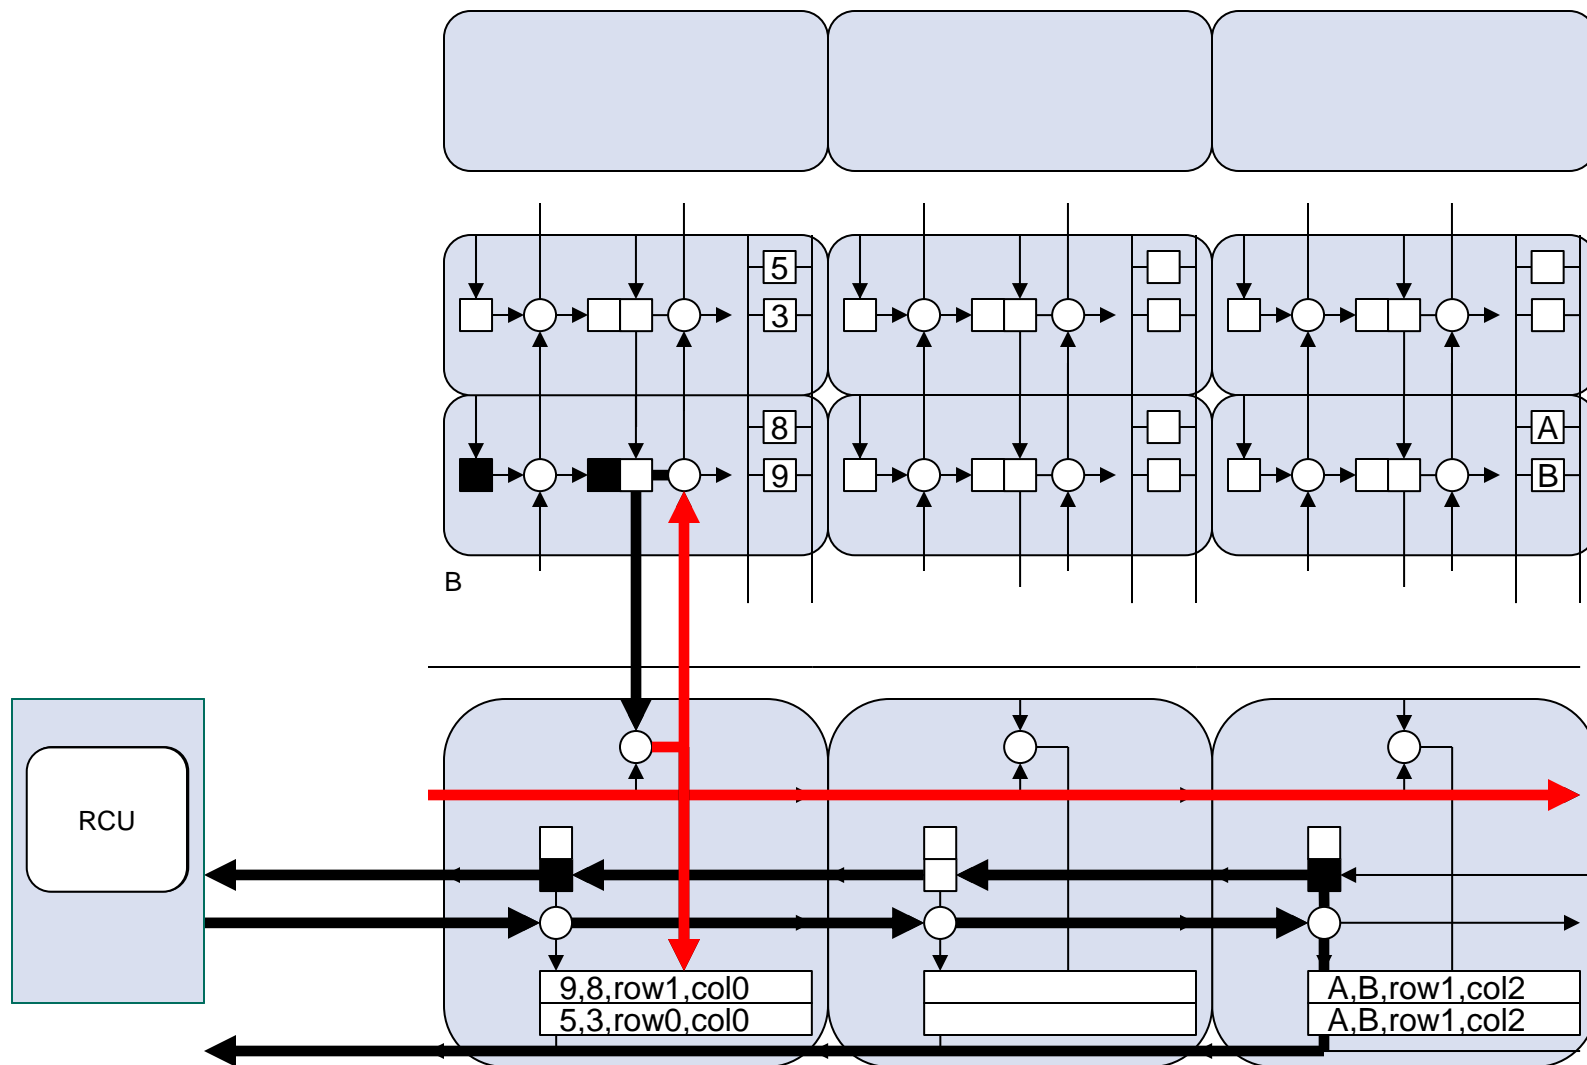 5
3
8
A
9
B
B
RCU
9,8,row1,col0
A,B,row1,col2
5,3,row0,col0
A,B,row1,col2